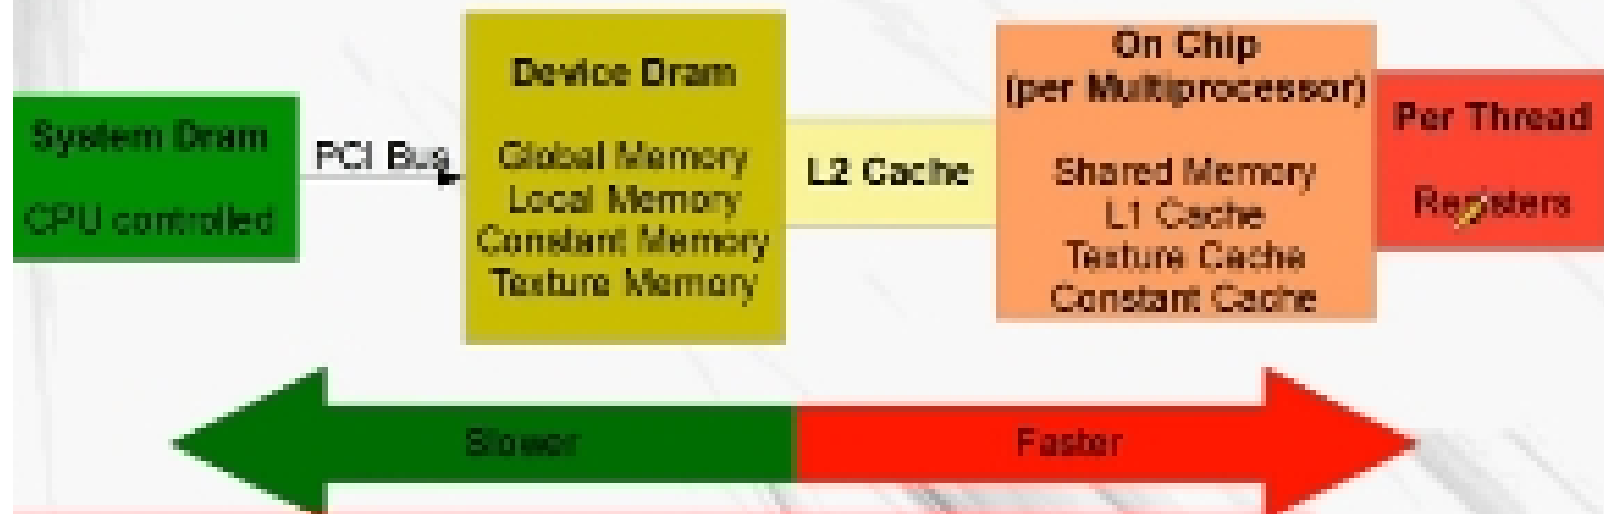 System Dram
CPU controlled
PCI Bus
Device Dram
Global Memory
Local Memory
Constant Memory
Texture Memory
L2 Cache
On Chip
(per Multiprocessor)
Shared Memory
L1 Cache
Texture Cache
Constant Cache
Per Thread
Registers
Slower
Faster